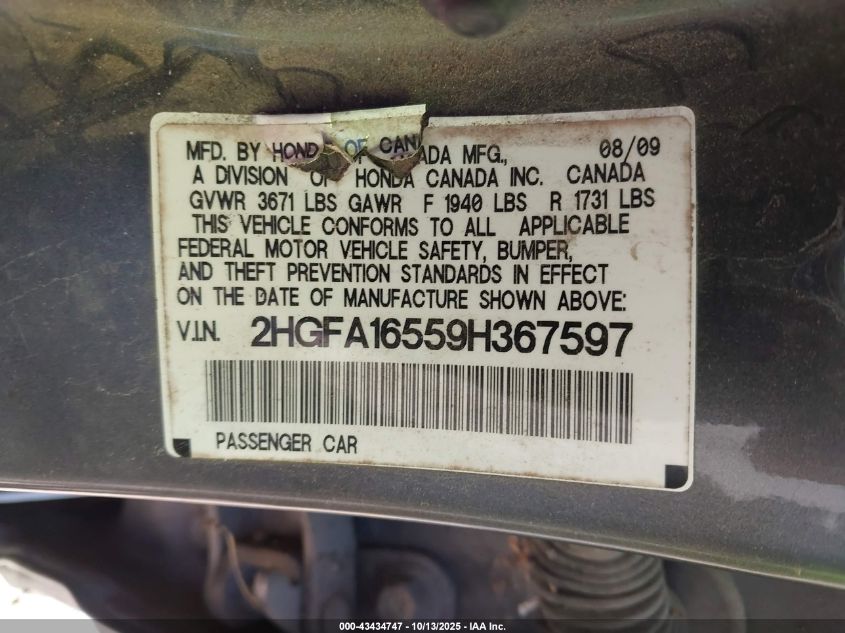 MFD. BY HOND OF CANADA MFG., 08/09
A DIVISION OF HONDA CANADA INC. CANADA
GVWR 3671 LBS GAWR F 1940 LBS R 1731 LBS
THIS VEHICLE CONFORMS TO ALL APPLICABLE
FEDERAL MOTOR VEHICLE SAFETY, BUMPER,
AND THEFT PREVENTION STANDARDS IN EFFECT
ON THE DATE OF MANUFACTURE SHOWN ABOVE:
V.I.N. 2HGFA16559H367597
PASSENGER CAR
000-43434747 - 10/13/2025 - IAA Inc.